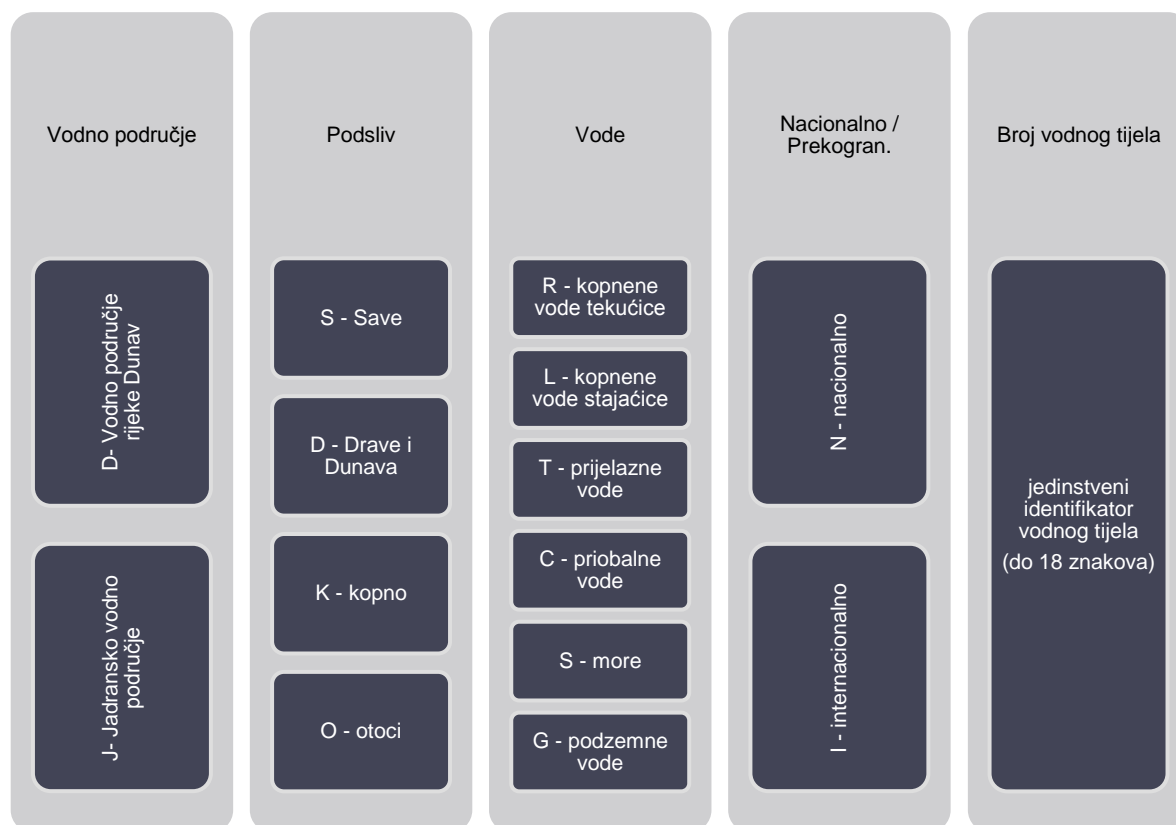 Vodno područje
D- Vodno područje
rijeke Dunav
J- Jadransko vodno
područje
Podsliv
S - Save
D - Drave i
Dunava
K - kopno
O - otoci
Vode
R - kopnene
vode tekućice
L - kopnene
vode stajaćice
T - prijelazne
vode
C - priobalne
vode
S - more
G - podzemne
vode
Nacionalno /
Prekogran.
N - nacionalno
I - internacionalno
Broj vodnog tijela
jedinstveni
identifikator
vodnog tijela
(do 18 znakova)